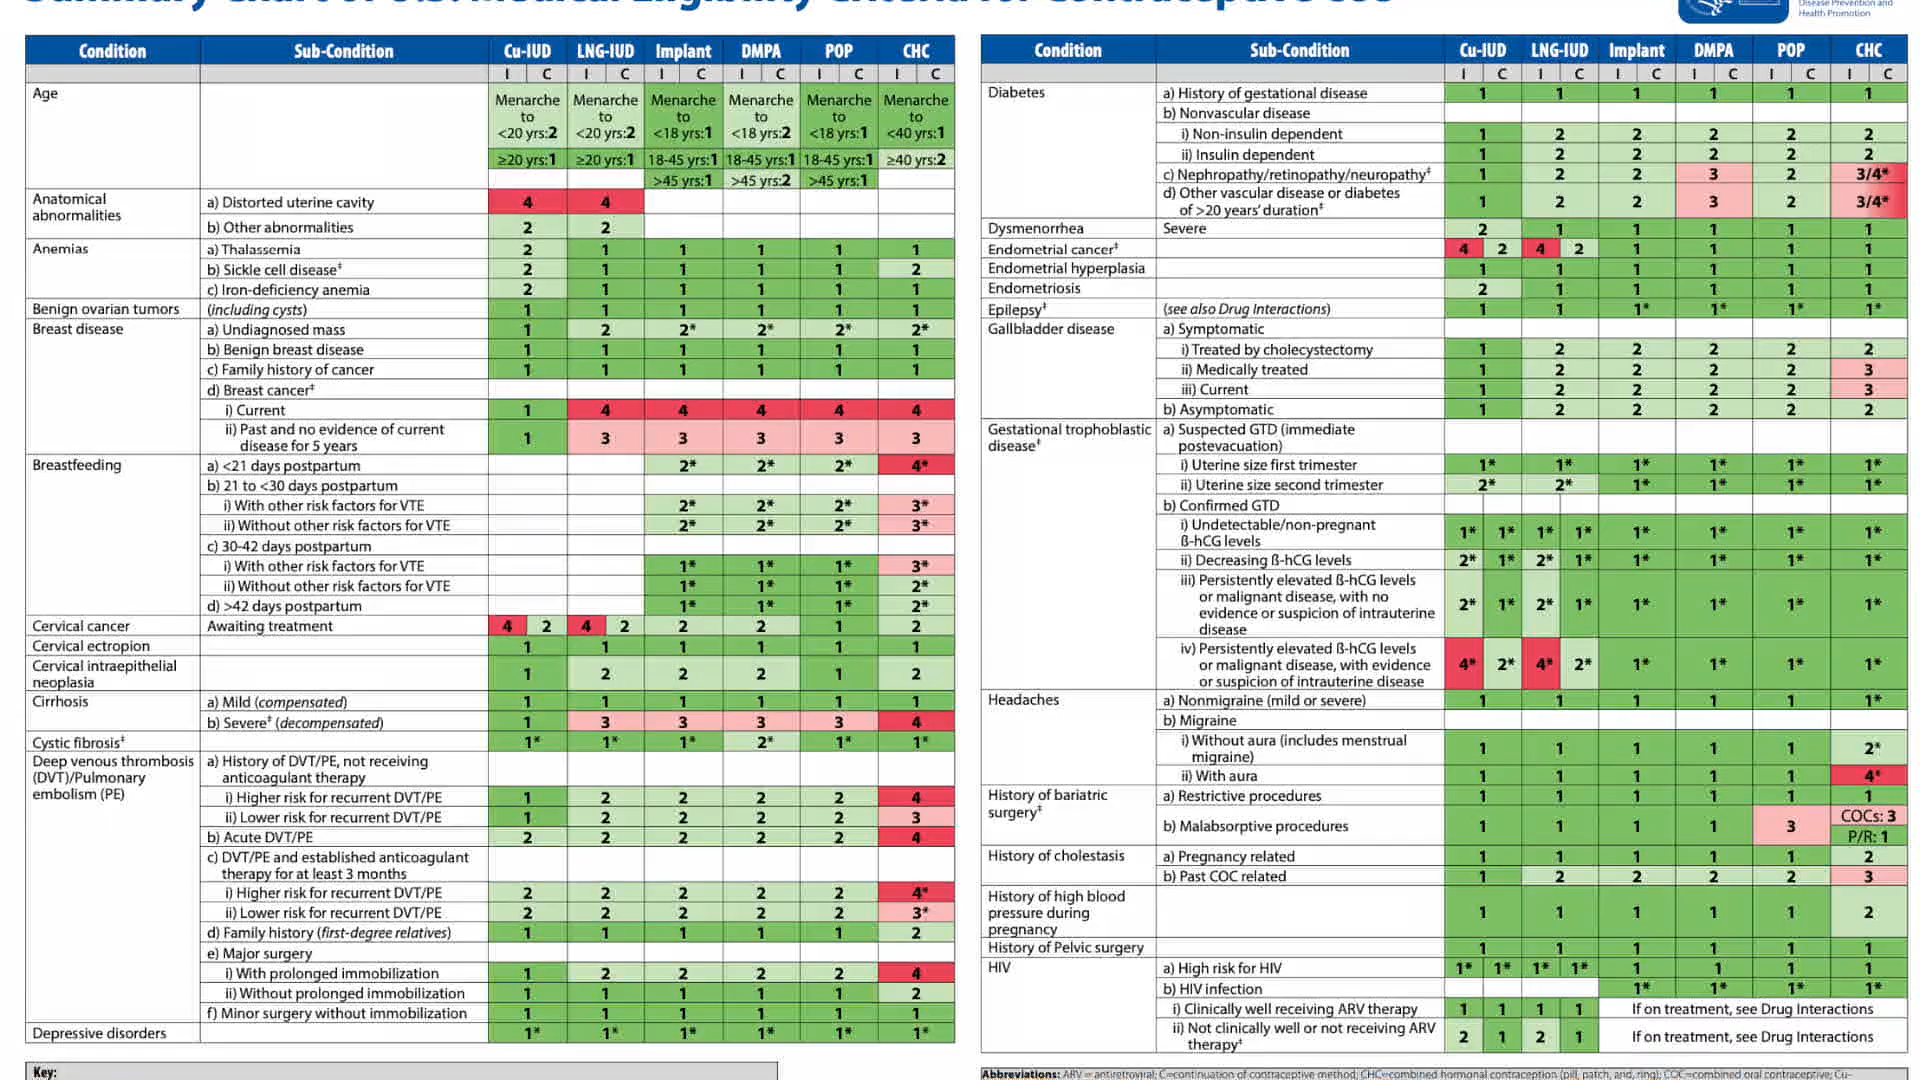 Summary Chart of U.S. Medical Eligibility Criteria for Contraceptive Use
Disease Prevention and
Health Promotion
Condition Sub-Condition Cu-IUD LNG-IUD Implant DMPA POP CHC
I C I C I C I C I C I C
Age Menarche to <20 yrs:2 Menarche to <20 yrs:2 Menarche to <18 yrs:1 Menarche to <18 yrs:2 Menarche to <18 yrs:1 Menarche to <40 yrs:1
≥20 yrs:1 ≥20 yrs:1 18-45 yrs:1 18-45 yrs:1 18-45 yrs:1 ≥40 yrs:2
>45 yrs:1 >45 yrs:2 >45 yrs:1
Anatomical abnormalities a) Distorted uterine cavity 4 4
b) Other abnormalities 2 2
Anemias a) Thalassemia 2 1 1 1 1 1
b) Sickle cell disease‡ 2 1 1 1 1 2
c) Iron-deficiency anemia 2 1 1 1 1 1
Benign ovarian tumors (including cysts) 1 1 1 1 1 1
Breast disease a) Undiagnosed mass 1 2 2* 2* 2* 2*
b) Benign breast disease 1 1 1 1 1 1
c) Family history of cancer 1 1 1 1 1 1
d) Breast cancer‡
i) Current 1 4 4 4 4 4
ii) Past and no evidence of current disease for 5 years 1 3 3 3 3 3
Breastfeeding a) <21 days postpartum 2* 2* 2* 4*
b) 21 to <30 days postpartum
i) With other risk factors for VTE 2* 2* 2* 3*
ii) Without other risk factors for VTE 2* 2* 2* 3*
c) 30-42 days postpartum
i) With other risk factors for VTE 1* 1* 1* 3*
ii) Without other risk factors for VTE 1* 1* 1* 2*
d) >42 days postpartum 1* 1* 1* 2*
Cervical cancer Awaiting treatment 4 2 4 2 2 2 1 2
Cervical ectropion 1 1 1 1 1 1
Cervical intraepithelial neoplasia 1 2 2 2 1 2
Cirrhosis a) Mild (compensated) 1 1 1 1 1 1
b) Severe‡ (decompensated) 1 3 3 3 3 4
Cystic fibrosis‡ 1* 1* 1* 2* 1* 1*
Deep venous thrombosis (DVT)/Pulmonary embolism (PE) a) History of DVT/PE, not receiving anticoagulant therapy
i) Higher risk for recurrent DVT/PE 1 2 2 2 2 4
ii) Lower risk for recurrent DVT/PE 1 2 2 2 2 3
b) Acute DVT/PE 2 2 2 2 2 4
c) DVT/PE and established anticoagulant therapy for at least 3 months
i) Higher risk for recurrent DVT/PE 2 2 2 2 2 4*
ii) Lower risk for recurrent DVT/PE 2 2 2 2 2 3*
d) Family history (first-degree relatives) 1 1 1 1 1 2
e) Major surgery
i) With prolonged immobilization 1 2 2 2 2 4
ii) Without prolonged immobilization 1 1 1 1 1 2
f) Minor surgery without immobilization 1 1 1 1 1 1
Depressive disorders 1* 1* 1* 1* 1* 1*
Key:
Condition Sub-Condition Cu-IUD LNG-IUD Implant DMPA POP CHC
I C I C I C I C I C I C
Diabetes a) History of gestational disease 1 1 1 1 1 1
b) Nonvascular disease
i) Non-insulin dependent 1 2 2 2 2 2
ii) Insulin dependent 1 2 2 2 2 2
c) Nephropathy/retinopathy/neuropathy‡ 1 2 2 3 2 3/4*
d) Other vascular disease or diabetes of >20 years' duration‡ 1 2 2 3 2 3/4*
Dysmenorrhea Severe 2 1 1 1 1 1
Endometrial cancer‡ 4 2 4 2 1 1 1 1
Endometrial hyperplasia 1 1 1 1 1 1
Endometriosis 2 1 1 1 1 1
Epilepsy‡ (see also Drug Interactions) 1 1 1* 1* 1* 1*
Gallbladder disease a) Symptomatic
i) Treated by cholecystectomy 1 2 2 2 2 2
ii) Medically treated 1 2 2 2 2 3
iii) Current 1 2 2 2 2 3
b) Asymptomatic 1 2 2 2 2 2
Gestational trophoblastic disease‡ a) Suspected GTD (immediate postevacuation)
i) Uterine size first trimester 1* 1* 1* 1* 1* 1*
ii) Uterine size second trimester 2* 2* 1* 1* 1* 1*
b) Confirmed GTD
i) Undetectable/non-pregnant ß-hCG levels 1* 1* 1* 1* 1* 1* 1* 1*
ii) Decreasing ß-hCG levels 2* 1* 2* 1* 1* 1* 1* 1*
iii) Persistently elevated ß-hCG levels or malignant disease, with no evidence or suspicion of intrauterine disease 2* 1* 2* 1* 1* 1* 1* 1*
iv) Persistently elevated ß-hCG levels or malignant disease, with evidence or suspicion of intrauterine disease 4* 2* 4* 2* 1* 1* 1* 1*
Headaches a) Nonmigraine (mild or severe) 1 1 1 1 1 1*
b) Migraine
i) Without aura (includes menstrual migraine) 1 1 1 1 1 2*
ii) With aura 1 1 1 1 1 4*
History of bariatric surgery‡ a) Restrictive procedures 1 1 1 1 1 1
b) Malabsorptive procedures 1 1 1 1 3 COCs: 3
P/R: 1
History of cholestasis a) Pregnancy related 1 1 1 1 1 2
b) Past COC related 1 2 2 2 2 3
History of high blood pressure during pregnancy 1 1 1 1 1 2
History of Pelvic surgery 1 1 1 1 1 1
HIV a) High risk for HIV 1* 1* 1* 1* 1 1 1 1
b) HIV infection 1* 1* 1* 1*
i) Clinically well receiving ARV therapy 1 1 1 1 If on treatment, see Drug Interactions
ii) Not clinically well or not receiving ARV therapy‡ 2 1 2 1 If on treatment, see Drug Interactions
Abbreviations: ARV = antiretroviral; C=continuation of contraceptive method; CHC=combined hormonal contraception (pill, patch, and, ring); COC=combined oral contraceptive; Cu-